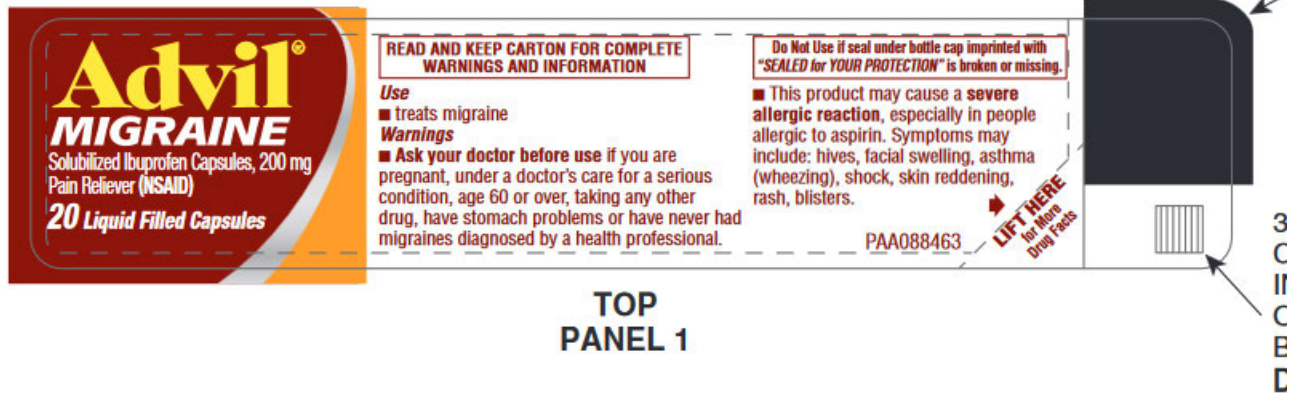 Advil®
MIGRAINE
Solubilized Ibuprofen Capsules, 200 mg
Pain Reliever (NSAID)
20 Liquid Filled Capsules
READ AND KEEP CARTON FOR COMPLETE
WARNINGS AND INFORMATION
Use
■ treats migraine
Warnings
■ Ask your doctor before use if you are
pregnant, under a doctor's care for a serious
condition, age 60 or over, taking any other
drug, have stomach problems or have never had
migraines diagnosed by a health professional.
Do Not Use if seal under bottle cap imprinted with
"SEALED for YOUR PROTECTION" is broken or missing.
■ This product may cause a severe
allergic reaction, especially in people
allergic to aspirin. Symptoms may
include: hives, facial swelling, asthma
(wheezing), shock, skin reddening,
rash, blisters.
PAA088463
LIFT HERE
for More
Drug Facts
TOP
PANEL 1
3